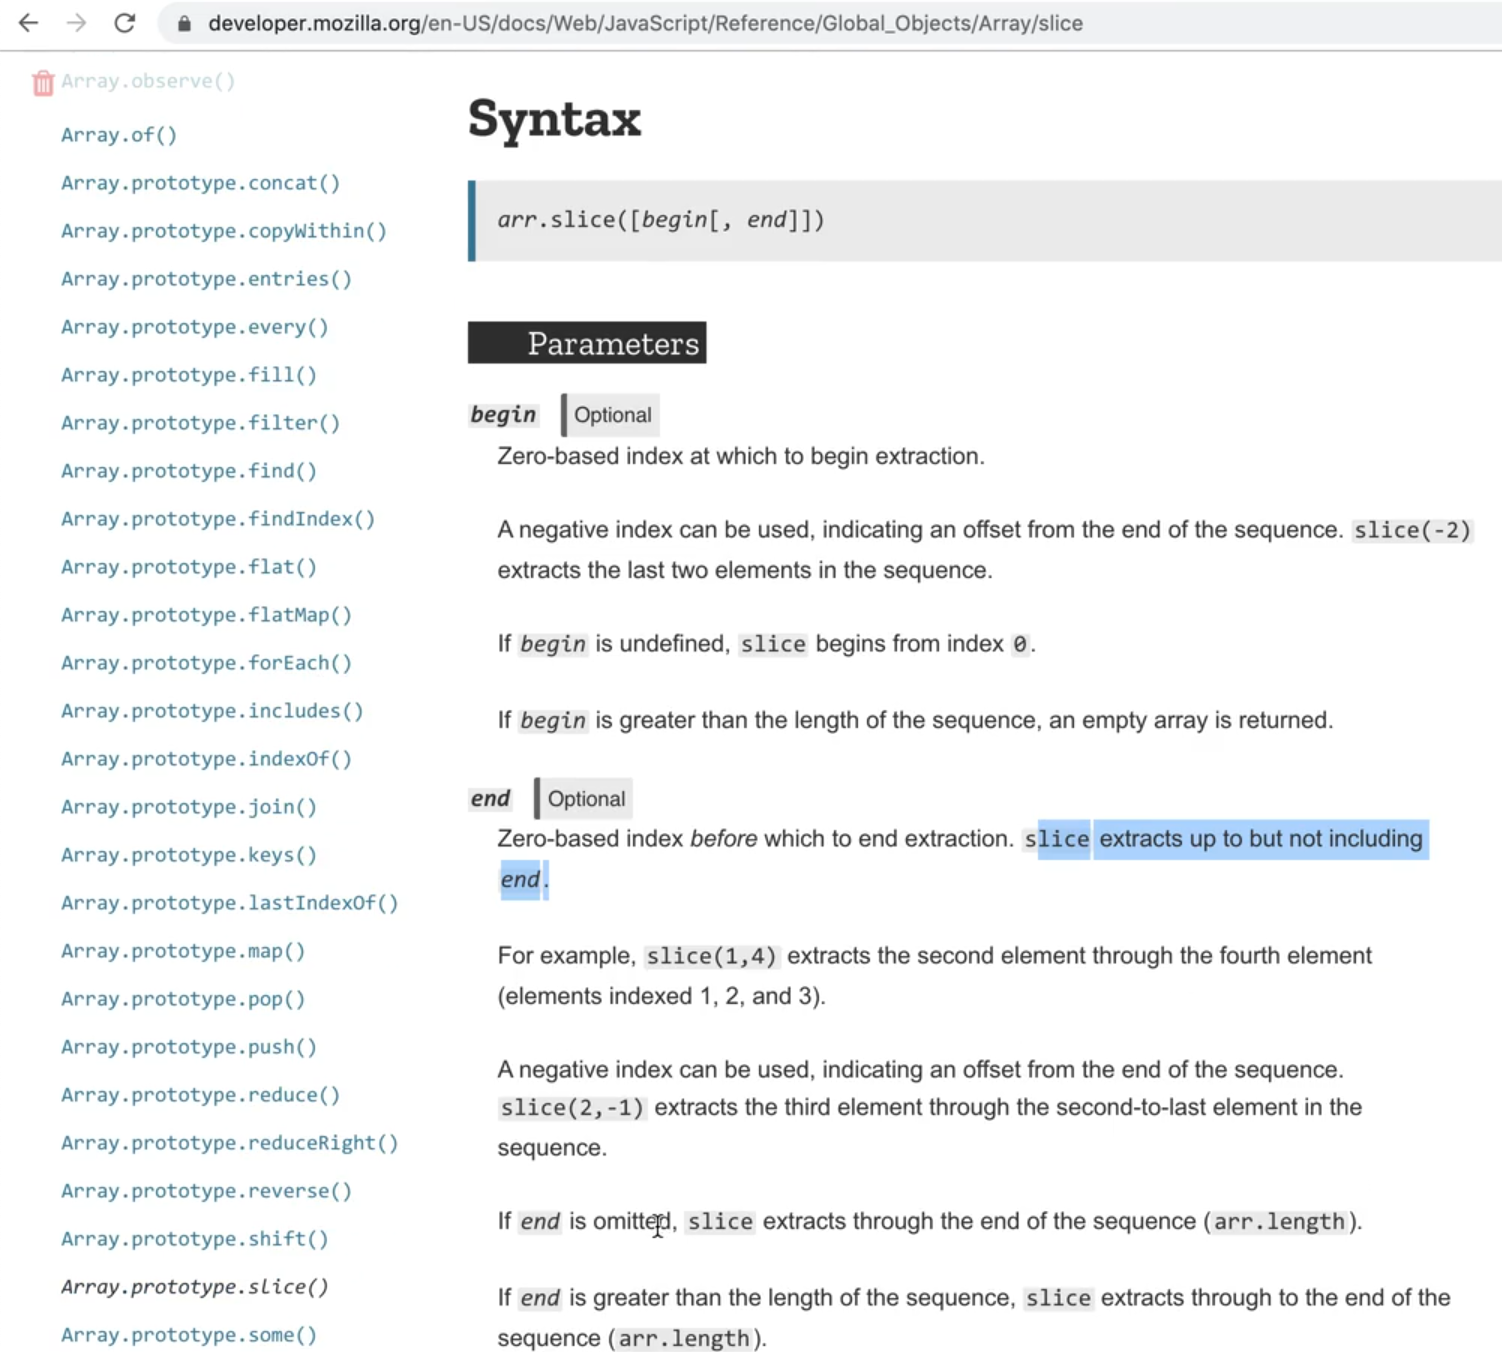 developer.mozilla.org/en-US/docs/Web/JavaScript/Reference/Global_Objects/Array/slice
Array.observe()
Array.of()
Array.prototype.concat()
Array.prototype.copyWithin()
Array.prototype.entries()
Array.prototype.every()
Array.prototype.fill()
Array.prototype.filter()
Array.prototype.find()
Array.prototype.findIndex()
Array.prototype.flat()
Array.prototype.flatMap()
Array.prototype.forEach()
Array.prototype.includes()
Array.prototype.indexOf()
Array.prototype.join()
Array.prototype.keys()
Array.prototype.lastIndexOf()
Array.prototype.map()
Array.prototype.pop()
Array.prototype.push()
Array.prototype.reduce()
Array.prototype.reduceRight()
Array.prototype.reverse()
Array.prototype.shift()
Array.prototype.slice()
Array.prototype.some()
Syntax
arr.slice([begin[, end]])
Parameters
begin Optional
Zero-based index at which to begin extraction.
A negative index can be used, indicating an offset from the end of the sequence. slice(-2)
extracts the last two elements in the sequence.
If begin is undefined, slice begins from index 0.
If begin is greater than the length of the sequence, an empty array is returned.
end Optional
Zero-based index before which to end extraction. slice extracts up to but not including
end.
For example, slice(1,4) extracts the second element through the fourth element
(elements indexed 1, 2, and 3).
A negative index can be used, indicating an offset from the end of the sequence.
slice(2,-1) extracts the third element through the second-to-last element in the
sequence.
If end is omitted, slice extracts through the end of the sequence (arr.length).
If end is greater than the length of the sequence, slice extracts through to the end of the
sequence (arr.length).